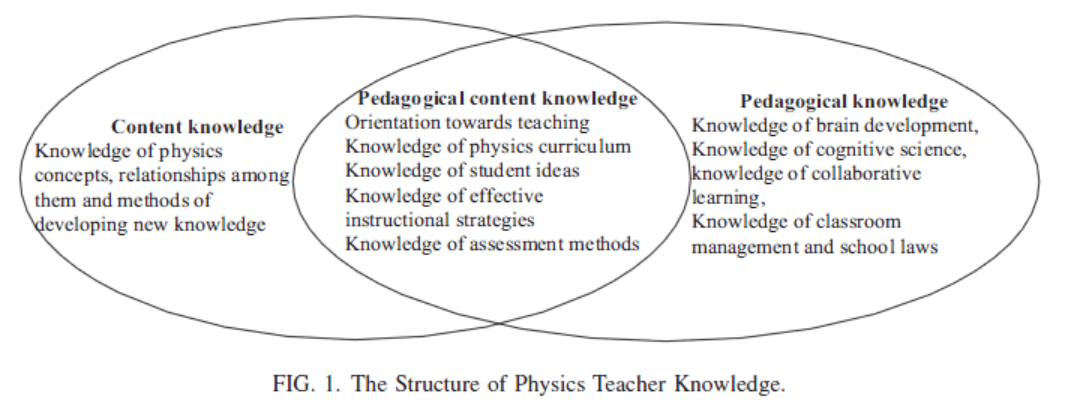 Content knowledge
Knowledge of physics
concepts, relationships among
them and methods of
developing new knowledge
Pedagogical content knowledge
Orientation towards teaching
Knowledge of physics curriculum
Knowledge of student ideas
Knowledge of effective
instructional strategies
Knowledge of assessment methods
Pedagogical knowledge
Knowledge of brain development,
Knowledge of cognitive science,
knowledge of collaborative
learning,
Knowledge of classroom
management and school laws
FIG. 1. The Structure of Physics Teacher Knowledge.